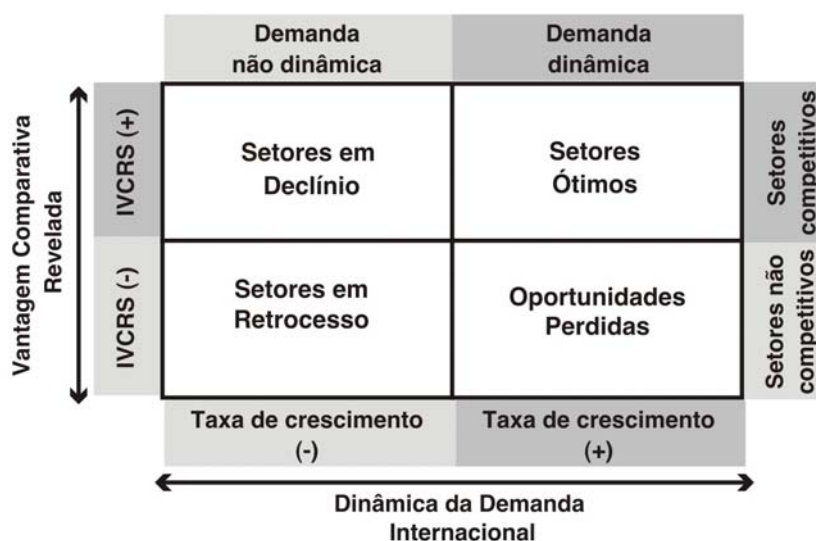 Demanda
não dinâmica
Demanda
dinâmica
Vantagem Comparativa
Revelada
IVCRS (+)
Setores em
Declínio
Setores
Ótimos
Setores
competitivos
IVCRS (-)
Setores em
Retrocesso
Oportunidades
Perdidas
Setores não
competitivos
Taxa de crescimento
(-)
Taxa de crescimento
(+)
Dinâmica da Demanda
Internacional